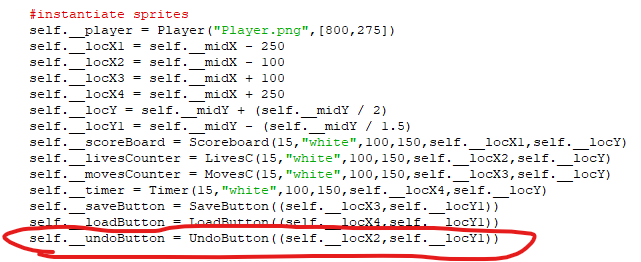 #instantiate sprites
self.__player = Player("Player.png",[800,275])
self.__locX1 = self.__midX - 250
self.__locX2 = self.__midX - 100
self.__locX3 = self.__midX + 100
self.__locX4 = self.__midX + 250
self.__locY = self.__midY + (self.__midY / 2)
self.__locY1 = self.__midY - (self.__midY / 1.5)
self.__scoreBoard = Scoreboard(15,"white",100,150,self.__locX1,self.__locY)
self.__livesCounter = LivesC(15,"white",100,150,self.__locX2,self.__locY)
self.__movesCounter = MovesC(15,"white",100,150,self.__locX3,self.__locY)
self.__timer = Timer(15,"white",100,150,self.__locX4,self.__locY)
self.__saveButton = SaveButton((self.__locX3,self.__locY1))
self.__loadButton = LoadButton((self.__locX4,self.__locY1))
self.__undoButton = UndoButton((self.__locX2,self.__locY1))